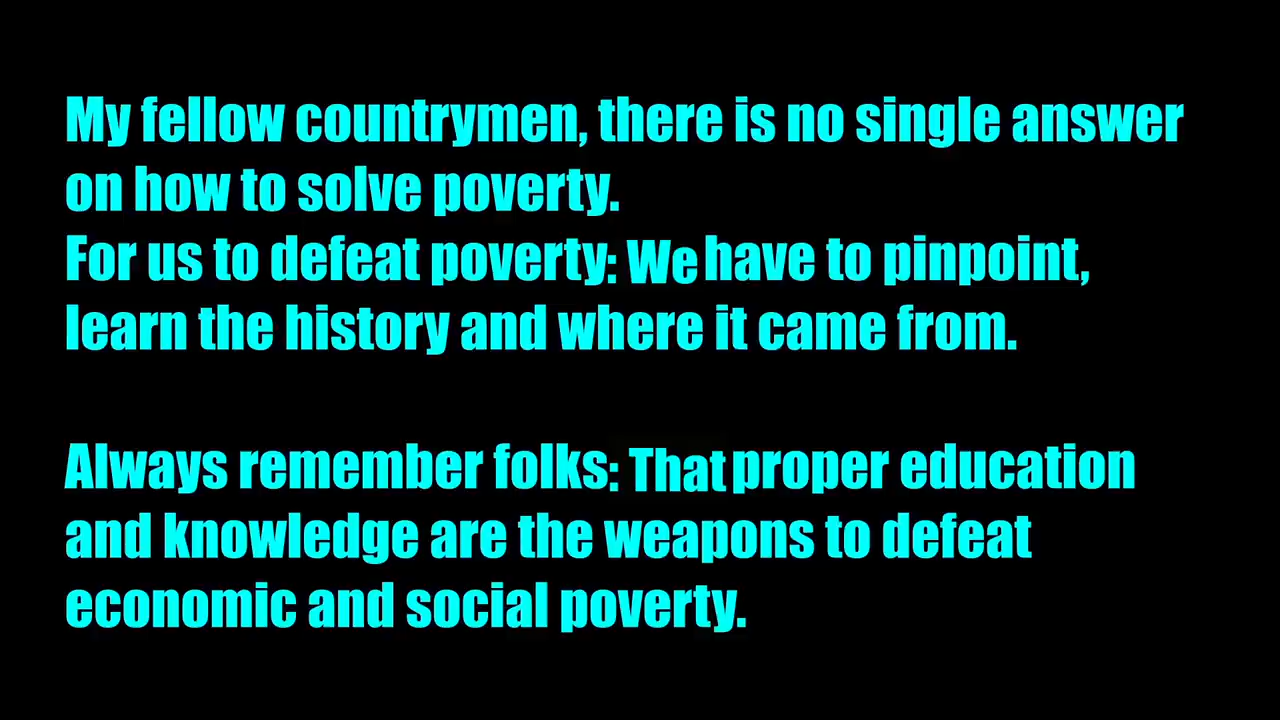 My fellow countrymen, there is no single answer
on how to solve poverty.
For us to defeat poverty: We have to pinpoint,
learn the history and where it came from.
Always remember folks: That proper education
and knowledge are the weapons to defeat
economic and social poverty.